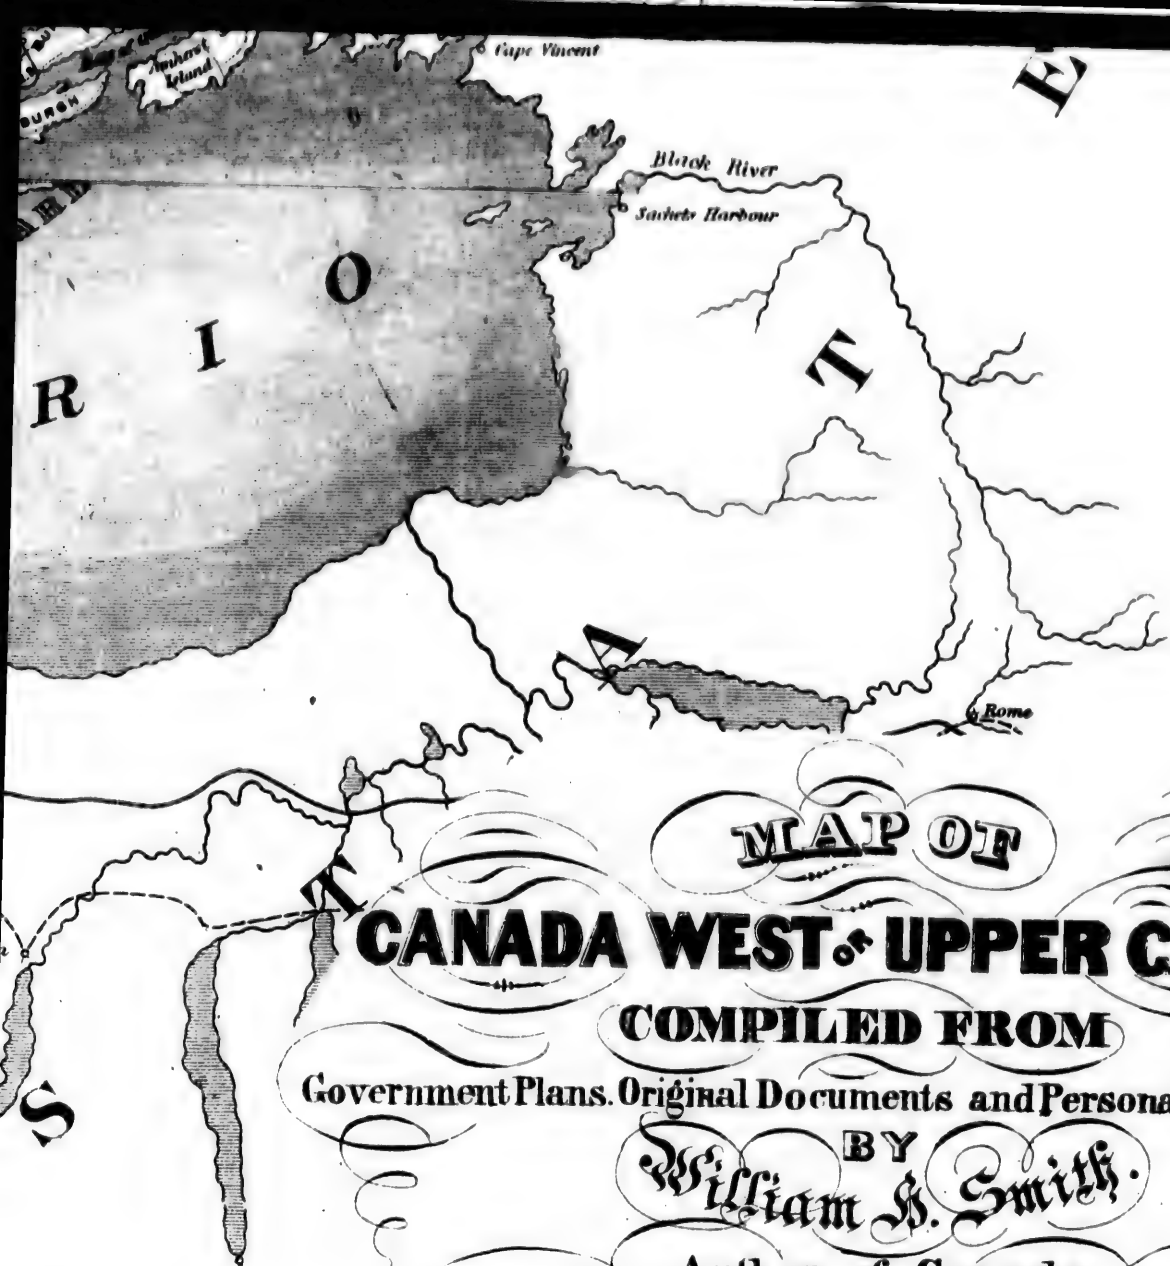 Cape Vincent
Amherst
Island
BURGH
E
Black River
Sackets Harbour
R I O
T
A
Rome
T
S
MAP OF
CANADA WEST OR UPPER C
COMPILED FROM
Government Plans. Original Documents and Persona
BY
William H. Smith.